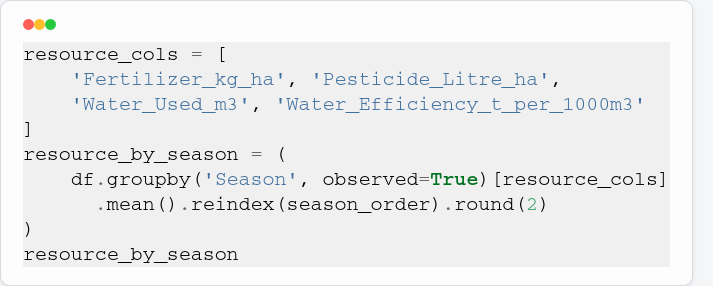 resource_cols = [
    'Fertilizer_kg_ha', 'Pesticide_Litre_ha',
    'Water_Used_m3', 'Water_Efficiency_t_per_1000m3'
]
resource_by_season = (
    df.groupby('Season', observed=True)[resource_cols]
      .mean().reindex(season_order).round(2)
)
resource_by_season